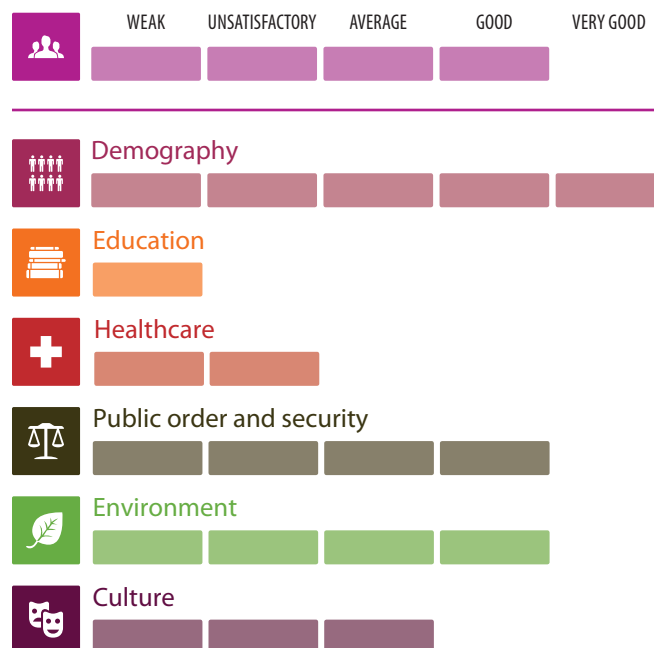 WEAK UNSATISFACTORY AVERAGE GOOD VERY GOOD
Demography
Education
Healthcare
Public order and security
Environment
Culture